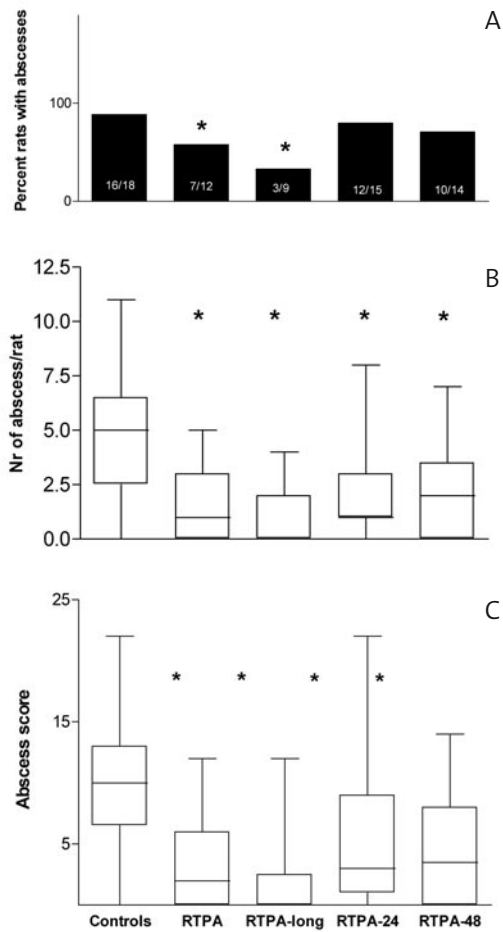 A
Percent rats with abscesses
100
0
*
*
16/18
7/12
3/9
12/15
10/14
B
Nr of abscess/rat
12.5
10.0
7.5
5.0
2.5
0.0
* * * *
C
Abscess score
25
15
5
* * * *
Controls RTPA RTPA-long RTPA-24 RTPA-48